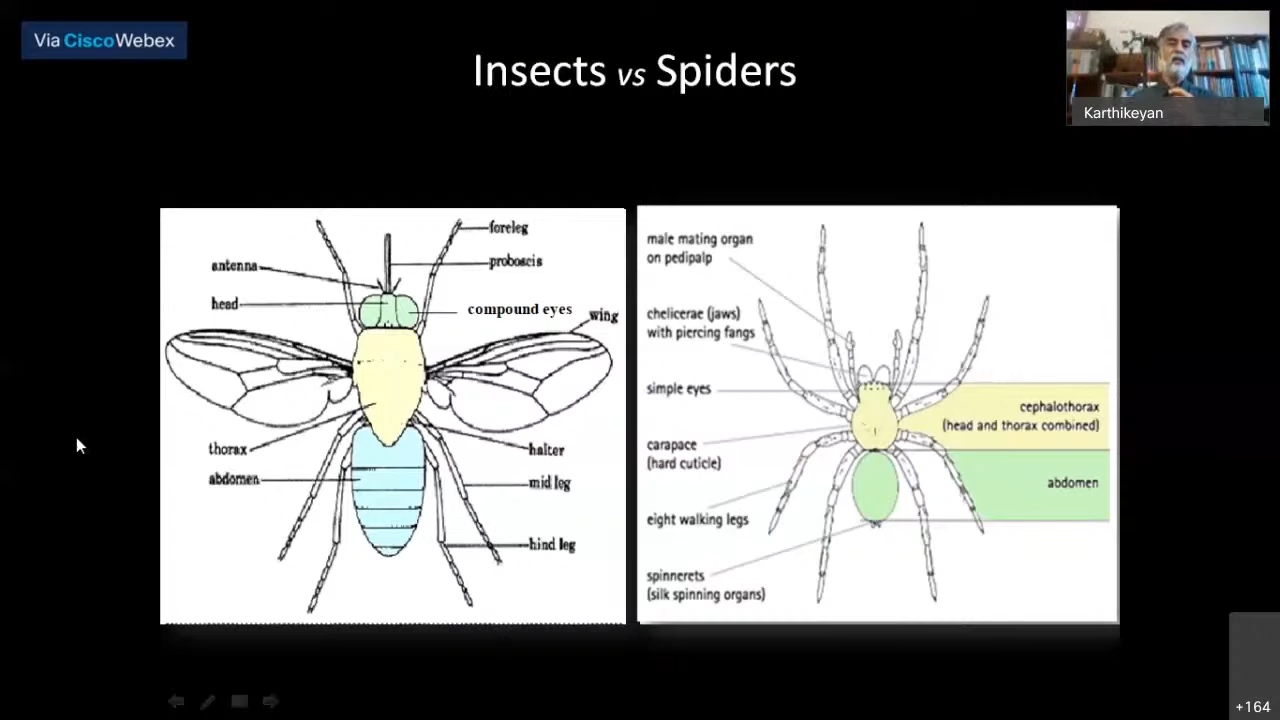 Via Cisco Webex
Insects vs Spiders
Karthikeyan
foreleg
proboscis
antenna
head
compound eyes
wing
thorax
halter
abdomen
mid leg
hind leg
male mating organ
on pedipalp
chelicerae (jaws)
with piercing fangs
simple eyes
cephalothorax
(head and thorax combined)
carapace
(hard cuticle)
abdomen
eight walking legs
spinnerets
(silk spinning organs)
+164